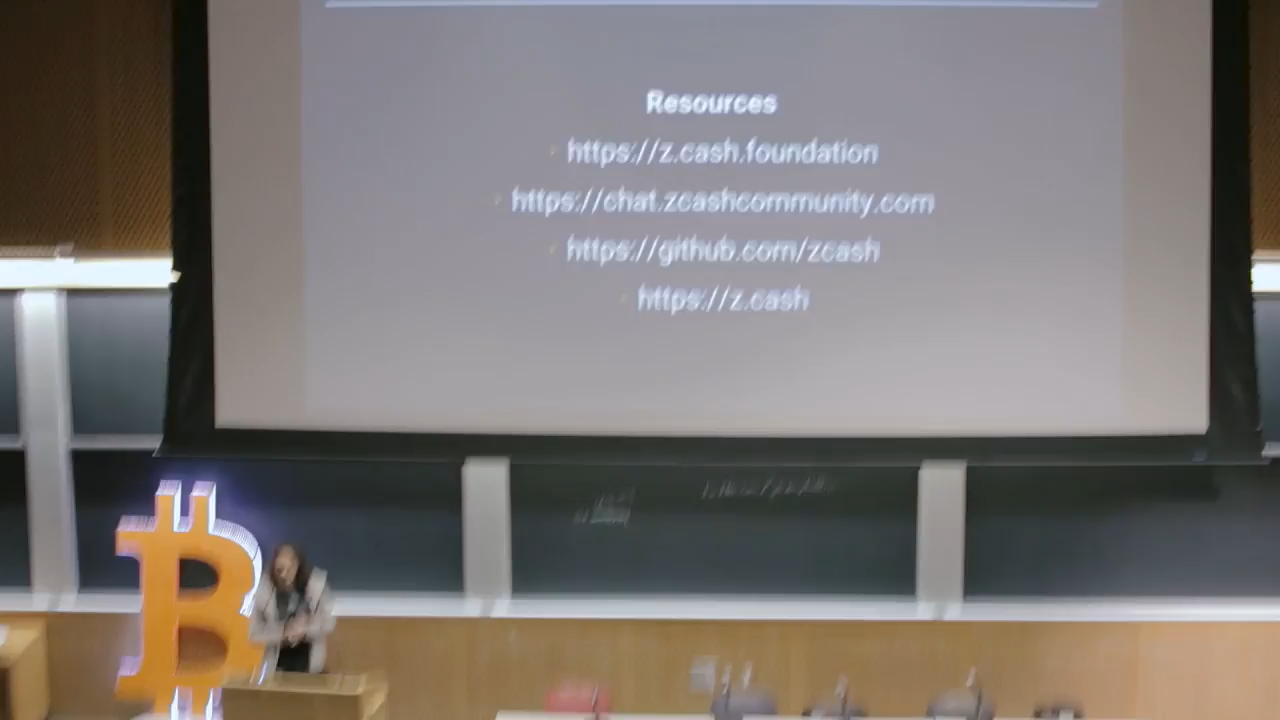 Resources
https://z.cash.foundation
https://chat.zcashcommunity.com
https://github.com/zcash
https://z.cash